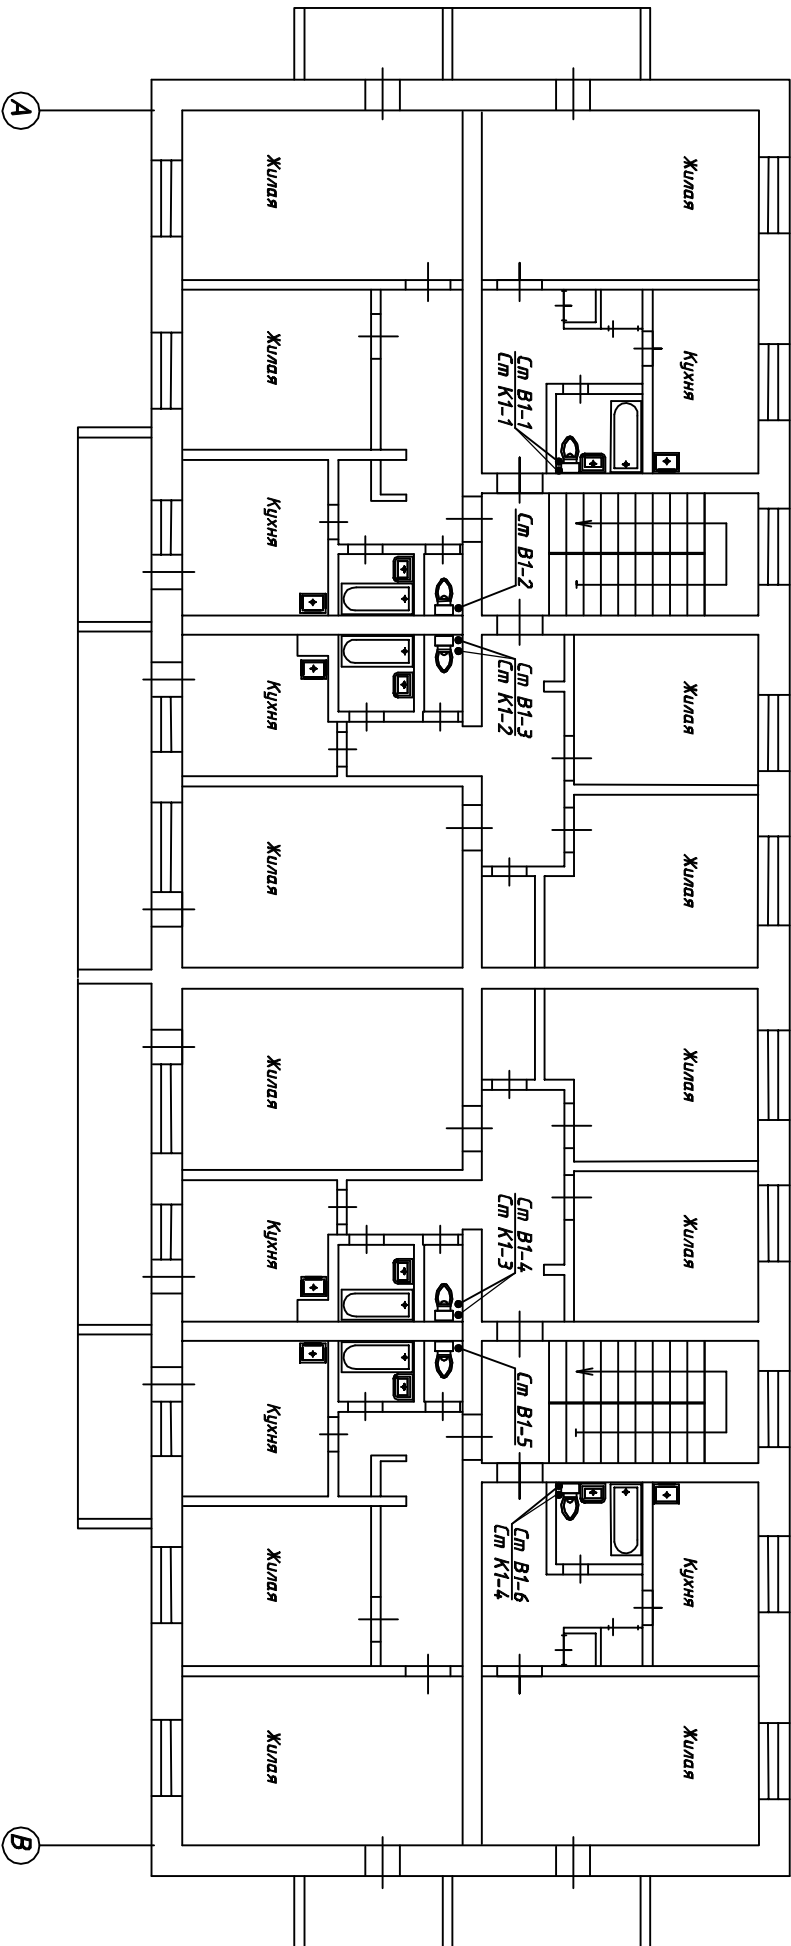 Жилая
Кухня
Жилая
Жилая
Жилая
Жилая
Кухня
Жилая
Ст В1-1
Ст К1-1
Ст В1-2
Ст В1-3
Ст К1-2
Ст В1-4
Ст К1-3
Ст В1-5
Ст В1-6
Ст К1-4
Жилая
Жилая
Кухня
Кухня
Жилая
Жилая
Кухня
Кухня
Жилая
Жилая
А
В